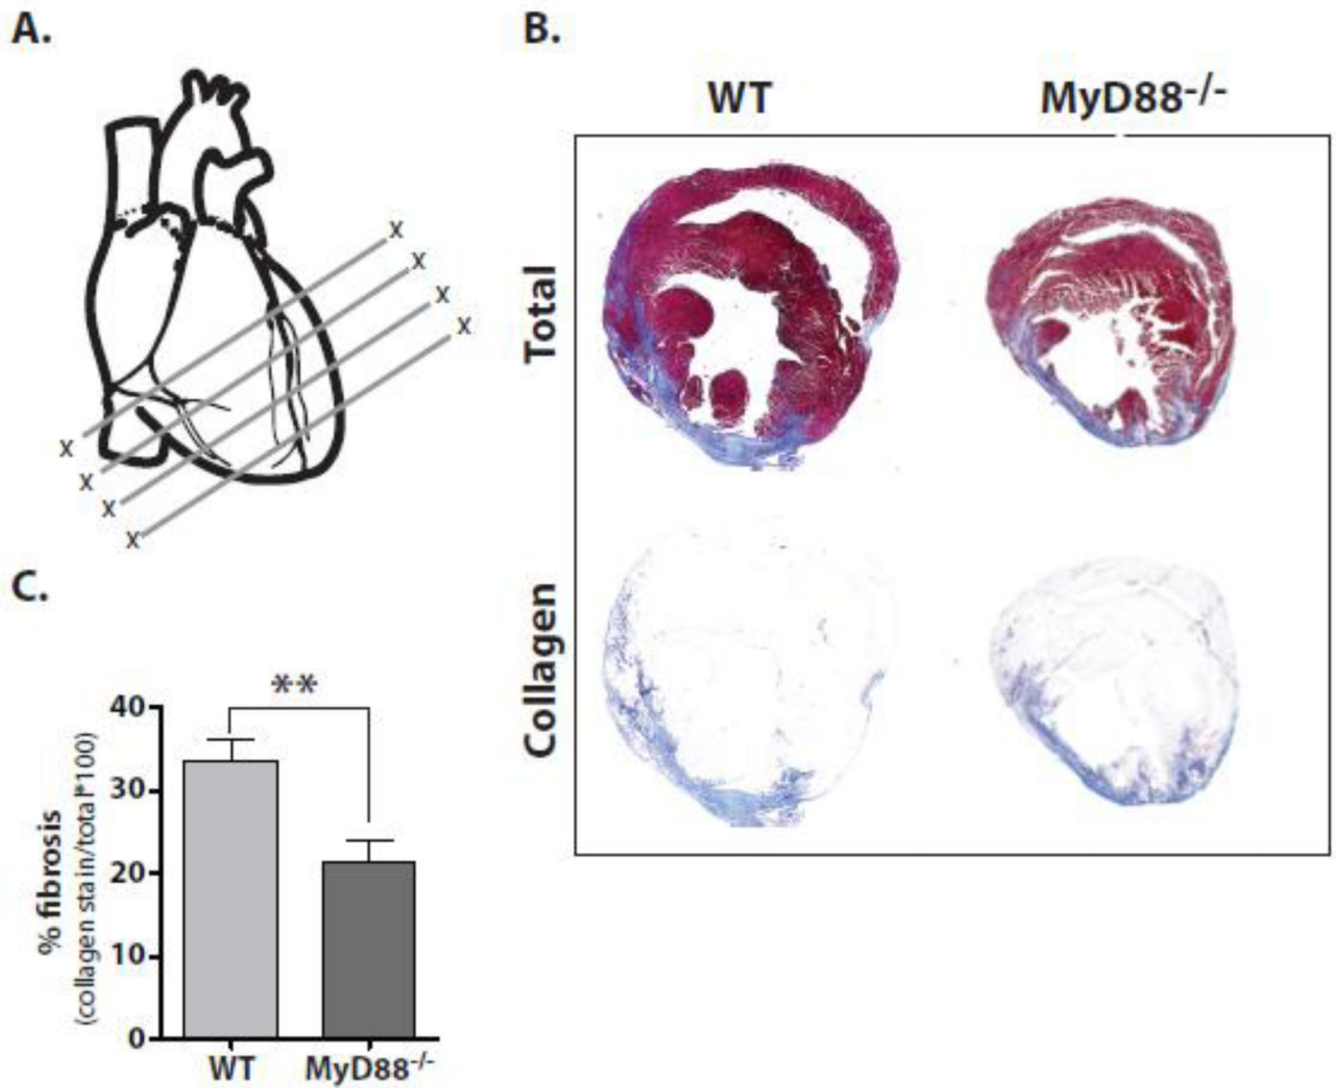 A.
x
x
x
x
x
x
x
x
B.
WT MyD88-/-
Total
Collagen
C.
**
% fibrosis
(collagen stain/total*100)
40
30
20
10
0
WT MyD88-/-